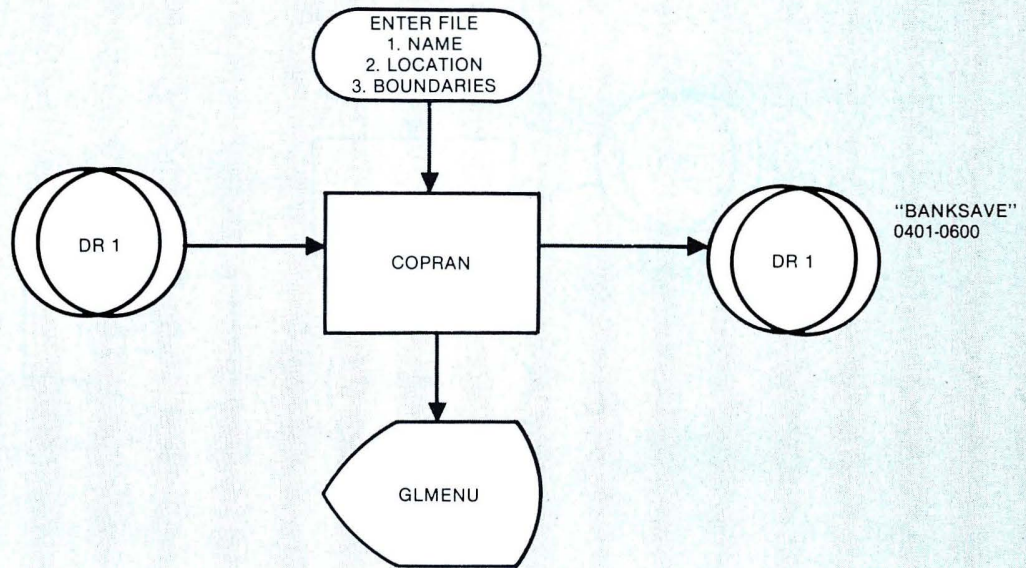 ENTER FILE
1. NAME
2. LOCATION
3. BOUNDARIES
DR 1
COPRAN
DR 1
"BANKSAVE"
0401-0600
GLMENU